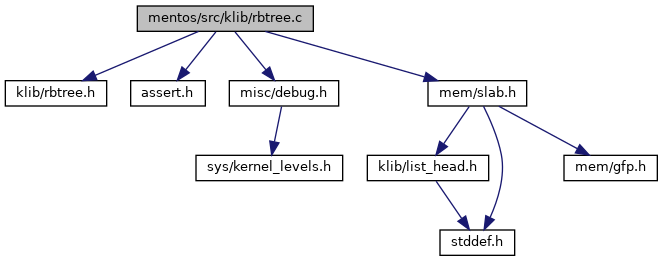 mentos/src/klib/rbtree.c
klib/rbtree.h
assert.h
misc/debug.h
mem/slab.h
sys/kernel_levels.h
klib/list_head.h
mem/gfp.h
stddef.h